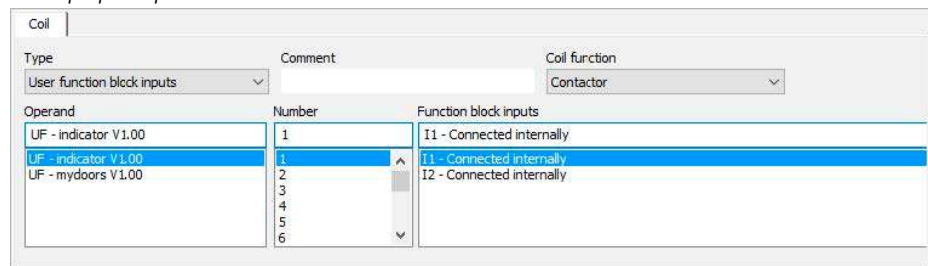 Coil
Type Comment Coil function
User function block inputs Contactor
Operand Number Function block inputs
UF - indicator V1.00 1 I1 - Connected internally
UF - indicator V1.00 1 I1 - Connected internally
UF - mydoors V1.00 2 I2 - Connected internally
3
4
5
6